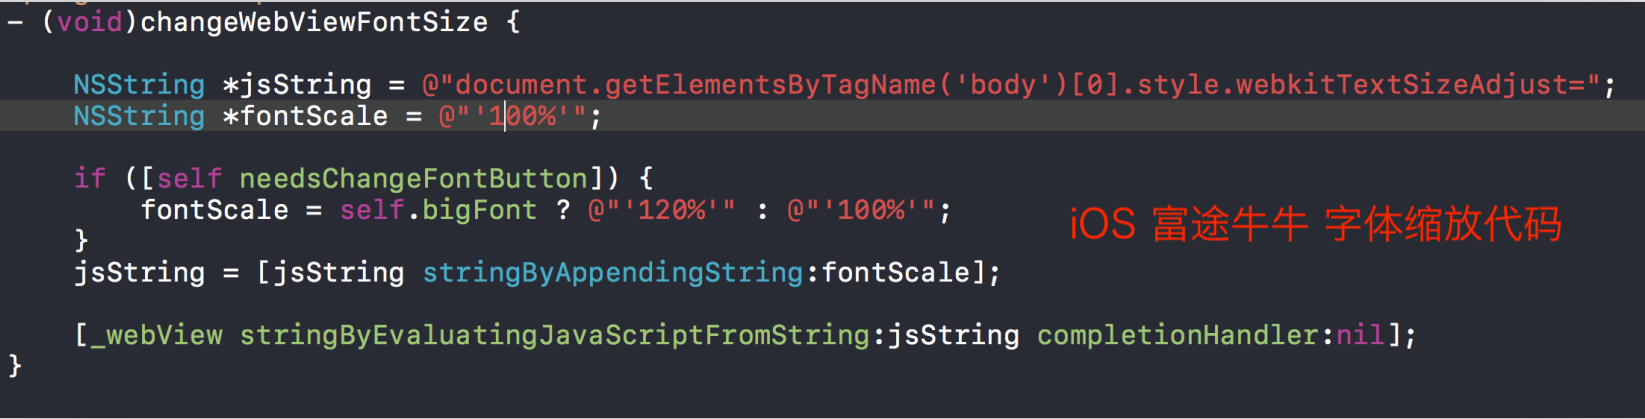 - (void)changeWebViewFontSize {
NSString *jsString = @"document.getElementsByTagName('body')[0].style.webkitTextSizeAdjust=";
NSString *fontScale = @"'100%'";
if ([self needsChangeFontButton]) {
fontScale = self.bigFont ? @"'120%'" : @"'100%'";
iOS 富途牛牛 字体缩放代码
}
jsString = [jsString stringByAppendingString:fontScale];
[_webView stringByEvaluatingJavaScriptFromString:jsString completionHandler:nil];
}